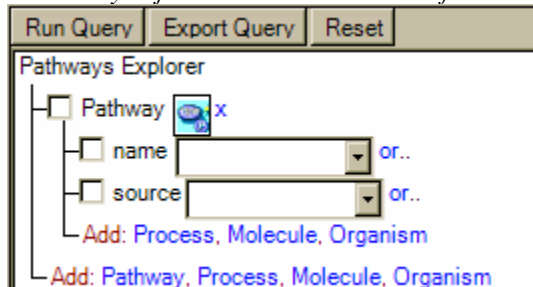 Run Query Export Query Reset
Pathways Explorer
Pathway x
name or..
source or..
Add: Process, Molecule, Organism
Add: Pathway, Process, Molecule, Organism